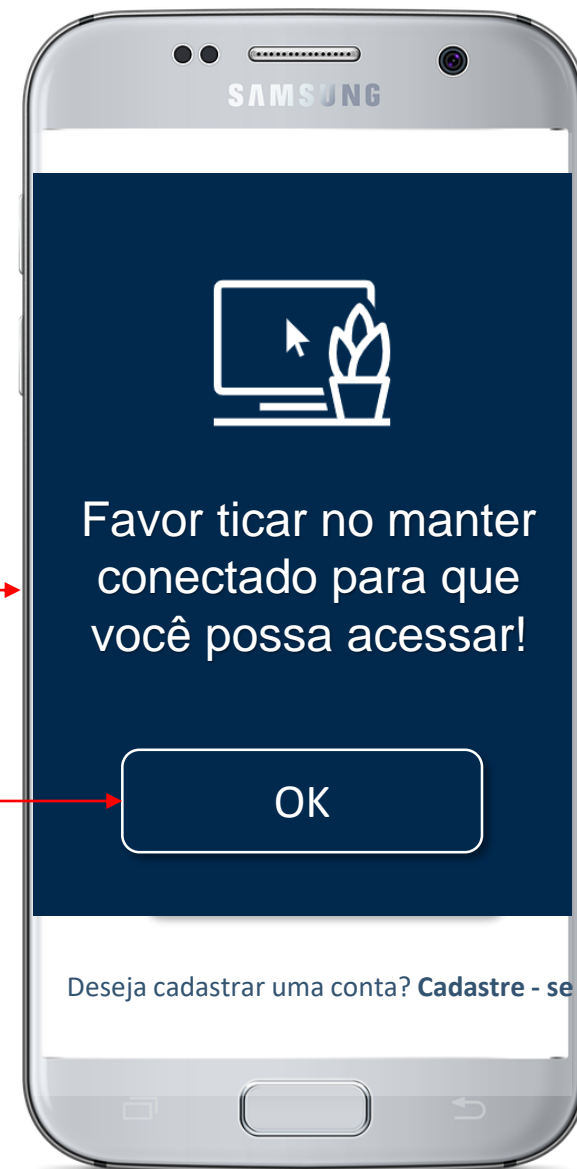 SAMSUNG
Favor ticar no manter
conectado para que
você possa acessar!
OK
Deseja cadastrar uma conta? Cadastre - se